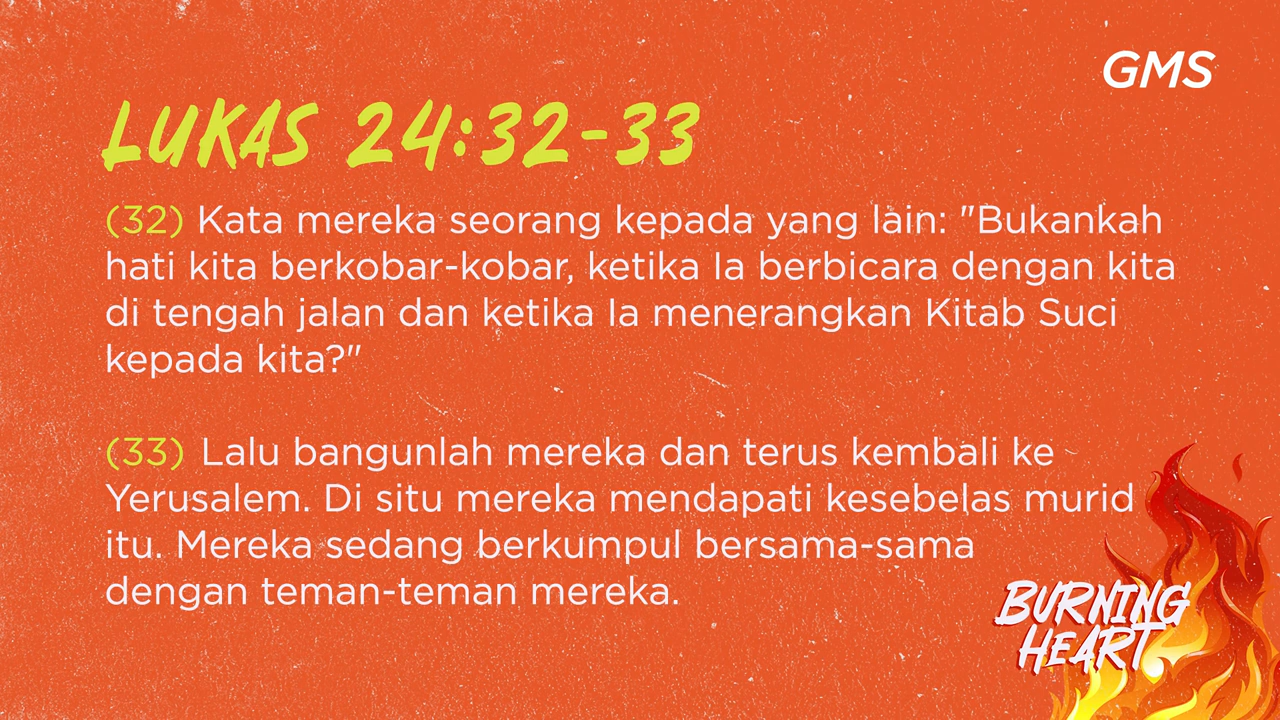 GMS
LUKAS 24:32-33
(32) Kata mereka seorang kepada yang lain: "Bukankah
hati kita berkobar-kobar, ketika Ia berbicara dengan kita
di tengah jalan dan ketika Ia menerangkan Kitab Suci
kepada kita?"
(33) Lalu bangunlah mereka dan terus kembali ke
Yerusalem. Di situ mereka mendapati kesebelas murid
itu. Mereka sedang berkumpul bersama-sama
dengan teman-teman mereka.
BURNING
HEART